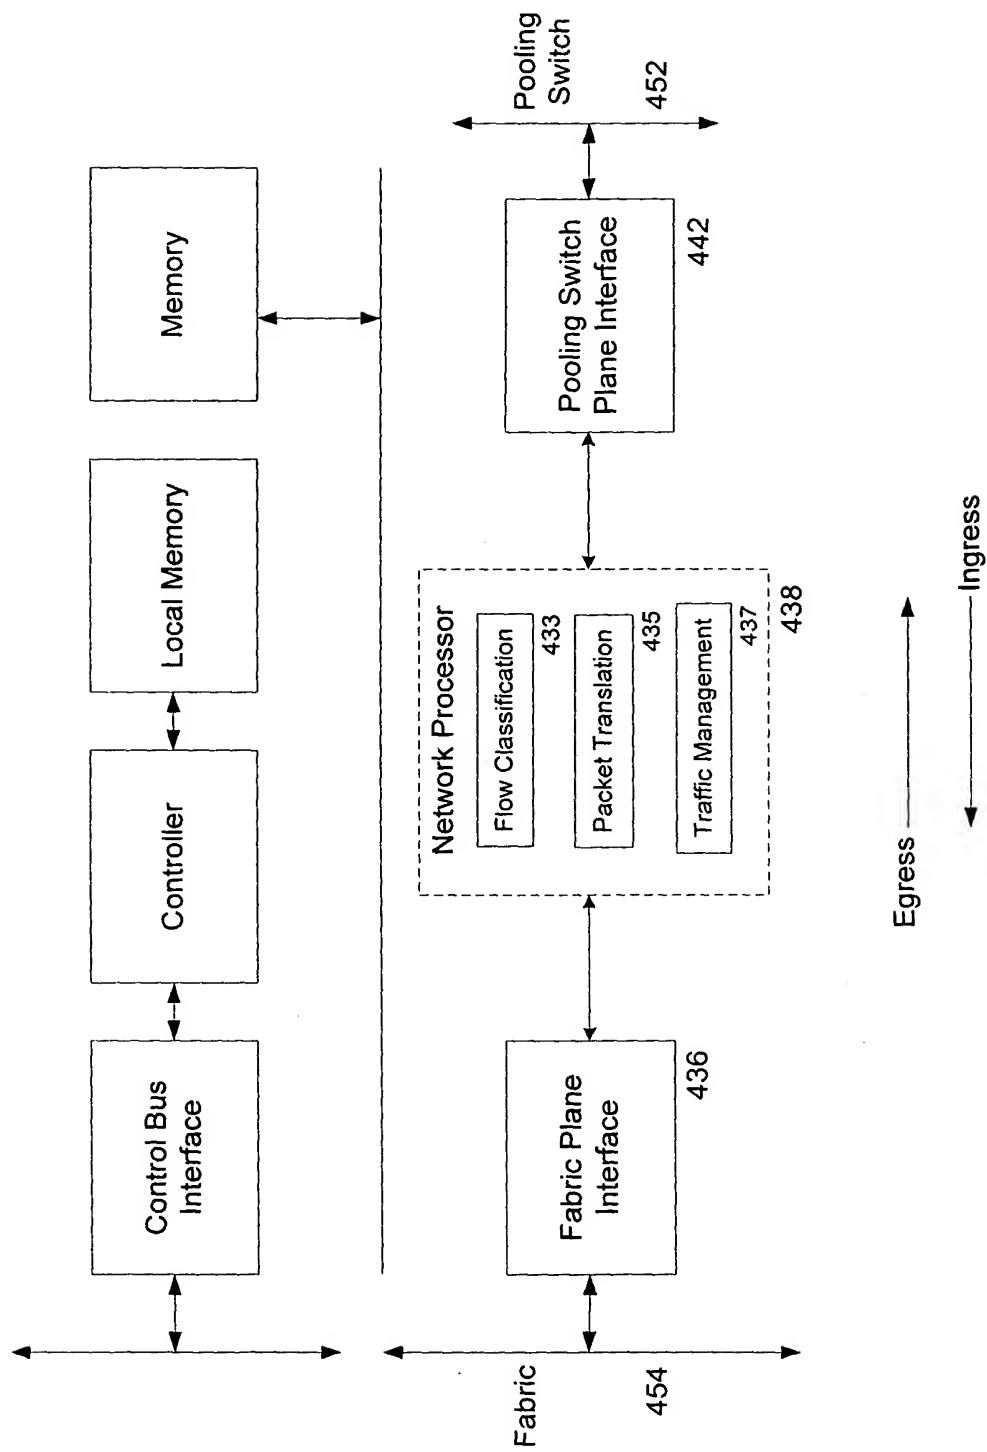 Control Bus
Interface
Controller
Local Memory
Memory
Fabric
454
Fabric Plane
Interface
436
Network Processor
Flow Classification
433
Packet Translation
435
Traffic Management
437
438
Pooling Switch
Plane Interface
442
Pooling
Switch
452
Egress
Ingress